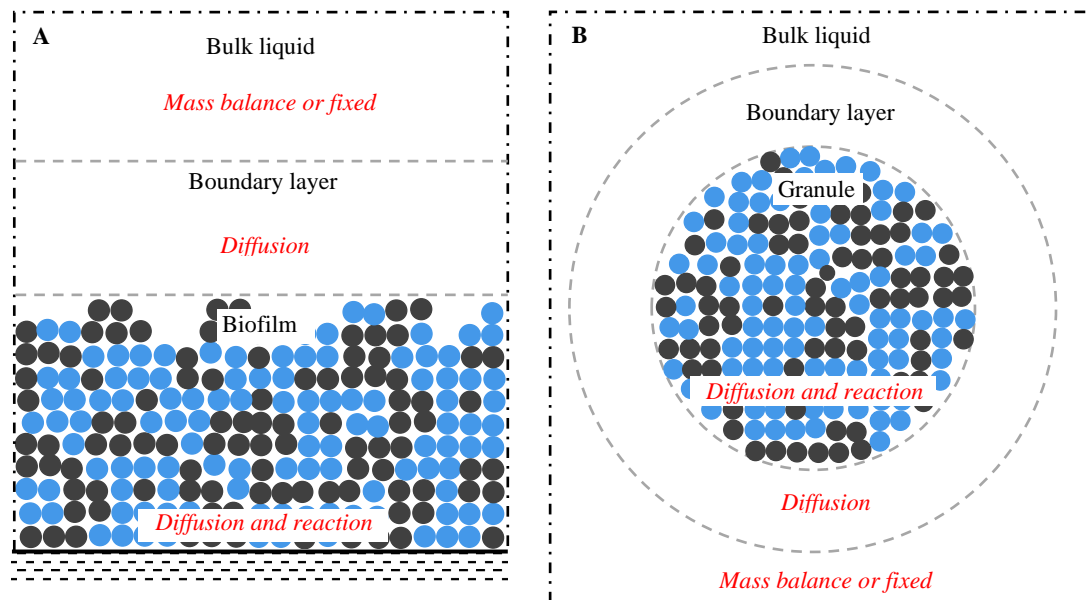 A
Bulk liquid
Mass balance or fixed
Boundary layer
Diffusion
Biofilm
Diffusion and reaction
B
Bulk liquid
Boundary layer
Granule
Diffusion and reaction
Diffusion
Mass balance or fixed